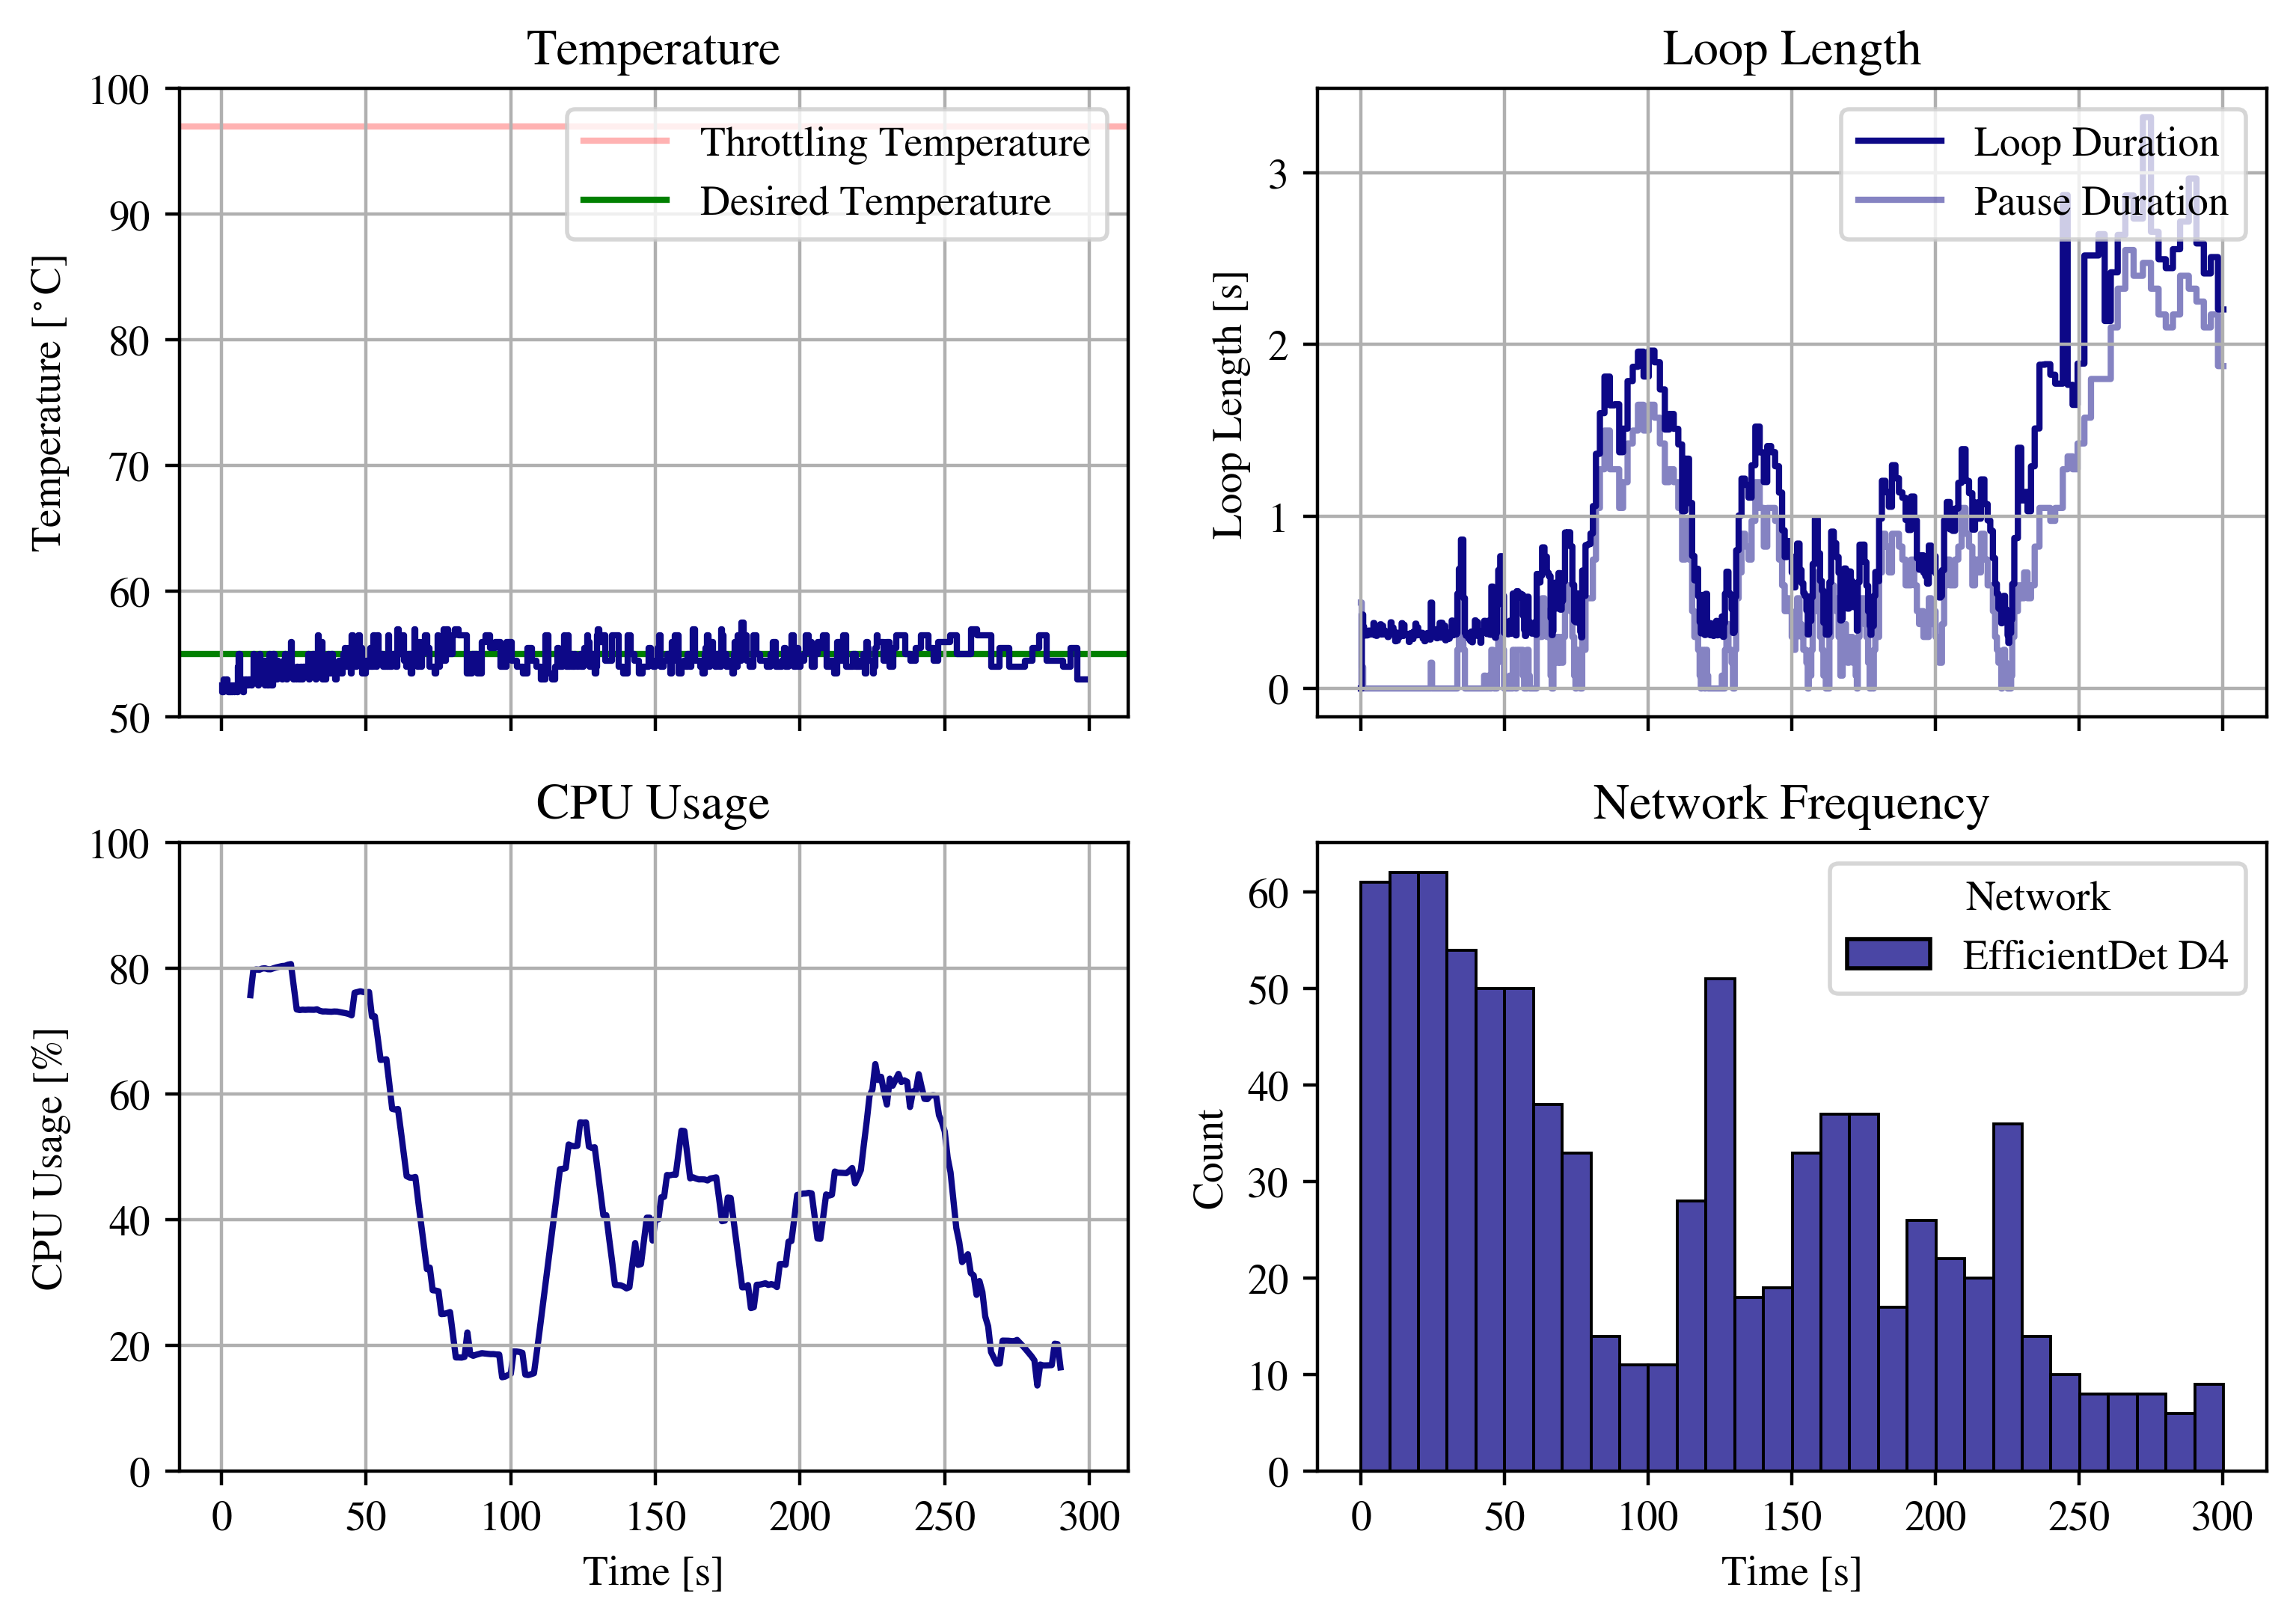 Temperature
100
90
80
70
60
50
Temperature [°C]
Throttling Temperature
Desired Temperature
Loop Length
3
2
1
0
Loop Length [s]
Loop Duration
Pause Duration
CPU Usage
100
80
60
40
20
0
CPU Usage [%]
0 50 100 150 200 250 300
Time [s]
Network Frequency
60
50
40
30
20
10
0
Count
Network
EfficientDet D4
0 50 100 150 200 250 300
Time [s]